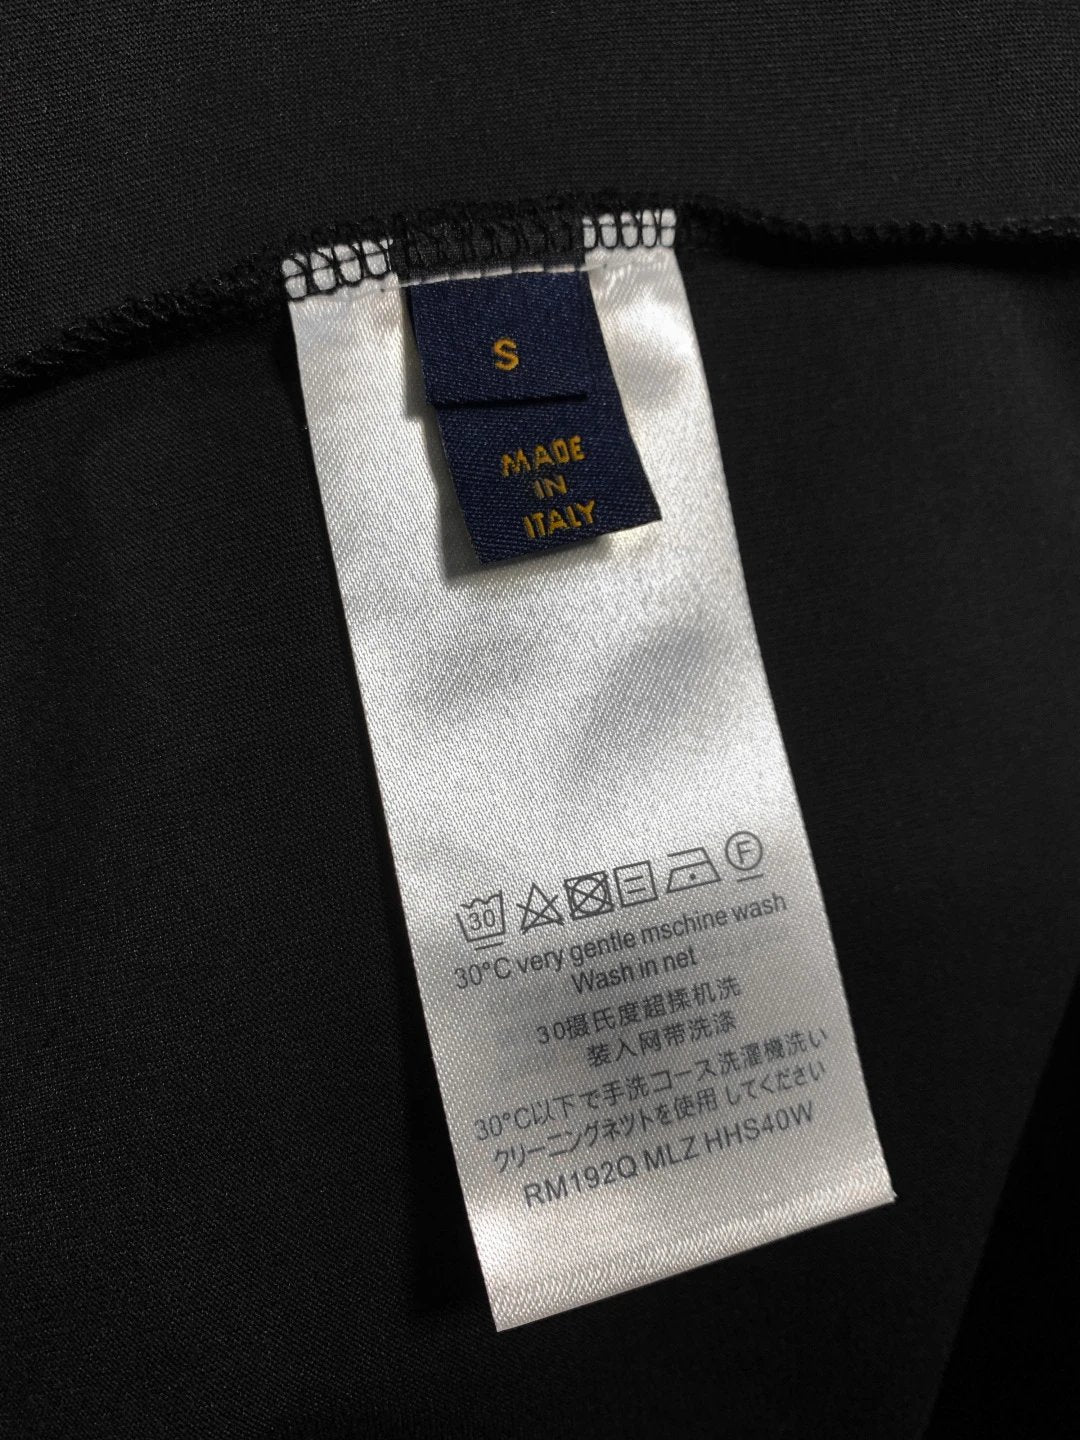 S
MADE
IN
ITALY
30
F
30°C very gentle mschine wash
Wash in net
30摄氏度超揉机洗
装入网带洗涤
30°C以下で手洗コース洗濯機洗い
クリーニングネツトを使用してください
RM192Q MLZ HHS40W